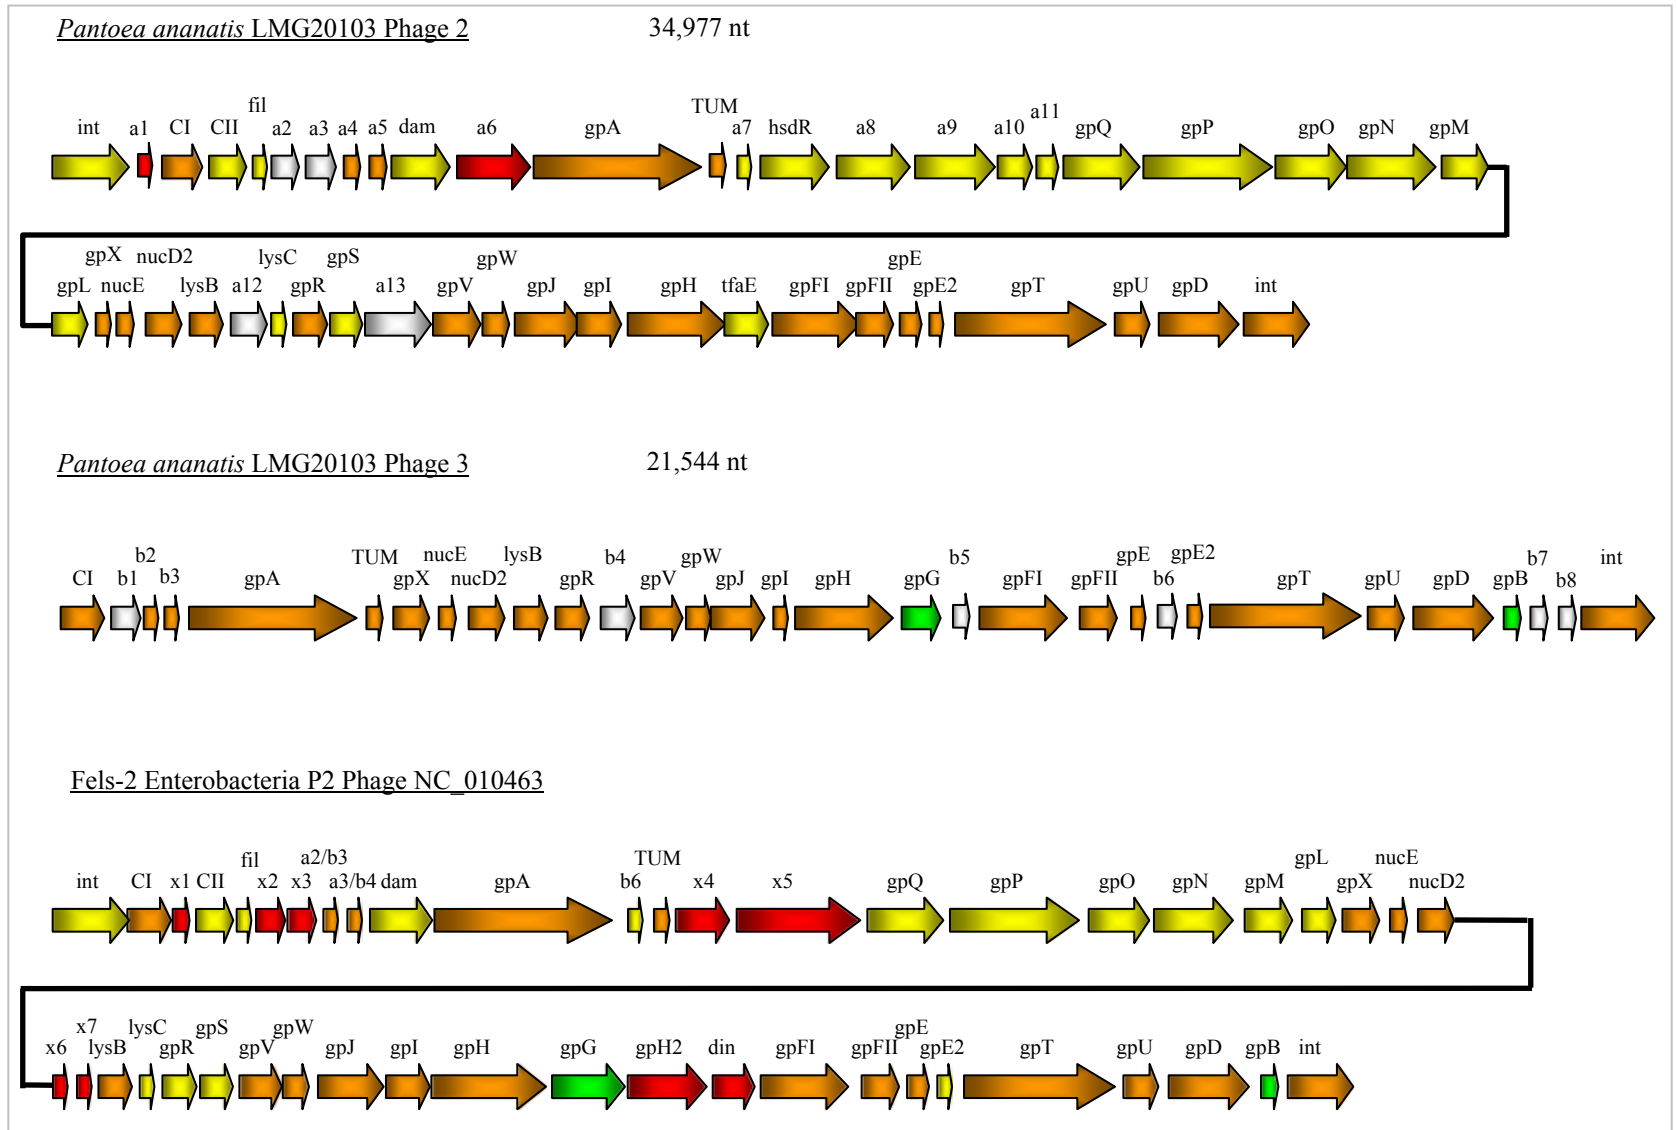 Pantoea ananatis LMG20103 Phage 2 34,977 nt
fil TUM a11
int a1 CI CII a2 a3 a4 a5 dam a6 gpA a7 hsdR a8 a9 a10 gpQ gpP gpO gpN gpM
gpX nucD2 lysC gpS gpW gpE
gpL nucE lysB a12 gpR a13 gpV gpJ gpI gpH tfaE gpFI gpFII gpE2 gpT gpU gpD int
Pantoea ananatis LMG20103 Phage 3 21,544 nt
b2 TUM nucE lysB b4 gpW b5 gpE gpE2 b7 int
CI b1 b3 gpA gpX nucD2 gpR gpV gpJ gpI gpH gpG gpFI gpFII b6 gpT gpU gpD gpB b8
Fels-2 Enterobacteria P2 Phage NC_010463
fil a2/b3 TUM gpL nucE
int CI x1 CII x2 x3 a3/b4 dam gpA b6 x4 x5 gpQ gpP gpO gpN gpM gpX nucD2
x7 lysC gpS gpW gpE
x6 lysB gpR gpV gpJ gpI gpH gpG gpH2 din gpFI gpFII gpE2 gpT gpU gpD gpB int